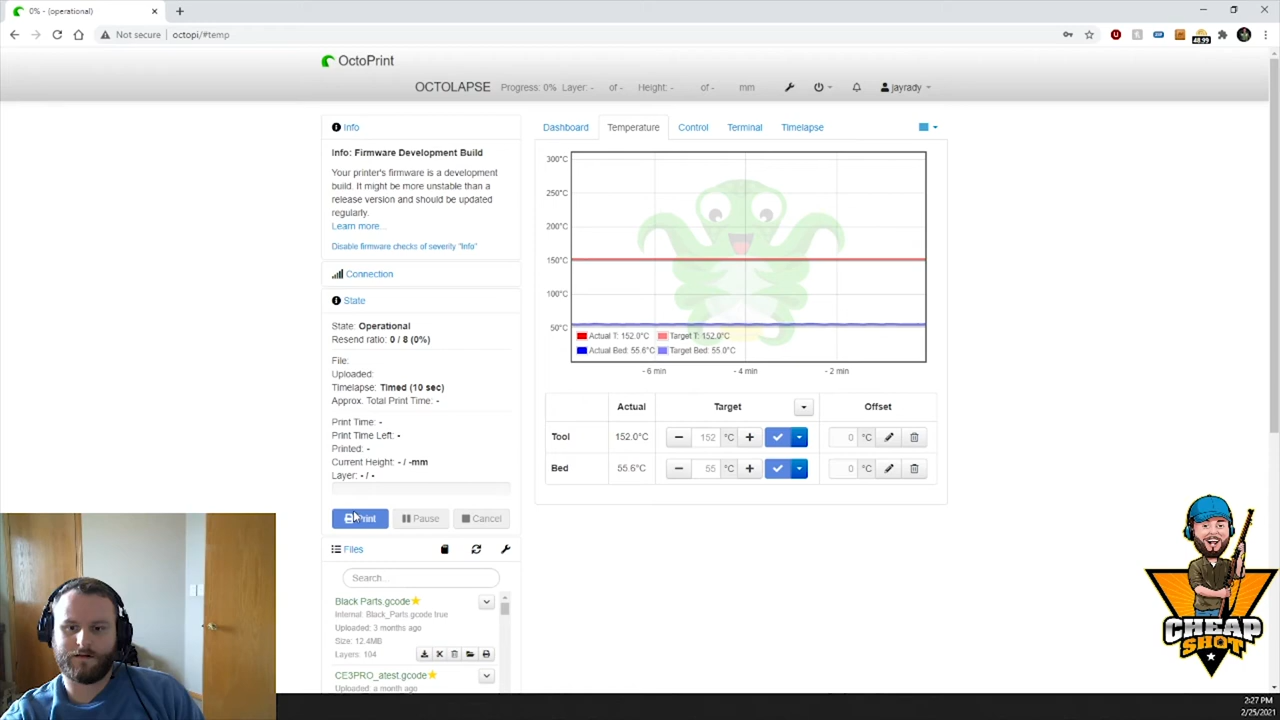 0% - (operational)
Not secure
octopi/#temp
48.99
OctoPrint
OCTOLAPSE
Progress: 0% Layer: - of - Height: - of - mm
jayrady
Info
Info: Firmware Development Build
Your printer's firmware is a development
build. It might be more unstable than a
release version and should be updated
regularly.
Learn more...
Disable firmware checks of severity "Info"
Connection
State
State: Operational
Resend ratio: 0 / 8 (0%)
File:
Uploaded:
Timelapse: Timed (10 sec)
Approx. Total Print Time: -
Print Time: -
Print Time Left: -
Printed: -
Current Height: - / -mm
Layer: - / -
Print
Pause
Cancel
Files
Search...
Black Parts.gcode
Internal: Black_Parts gcode true
Uploaded: 3 months ago
Size: 12.4MB
Layers: 104
CE3PRO_atest.gcode
Uploaded a month ago
Dashboard
Temperature
Control
Terminal
Timelapse
300°C
250°C
200°C
150°C
100°C
50°C
Actual T: 152.0°C
Target T: 152.0°C
Actual Bed: 55.6°C
Target Bed: 55.0°C
- 6 min
- 4 min
- 2 min
Actual
Target
Offset
Tool
152.0°C
152 °C
0 °C
Bed
55.6°C
55 °C
0 °C
CHEAP
SHOT
2:27 PM
2/25/2021